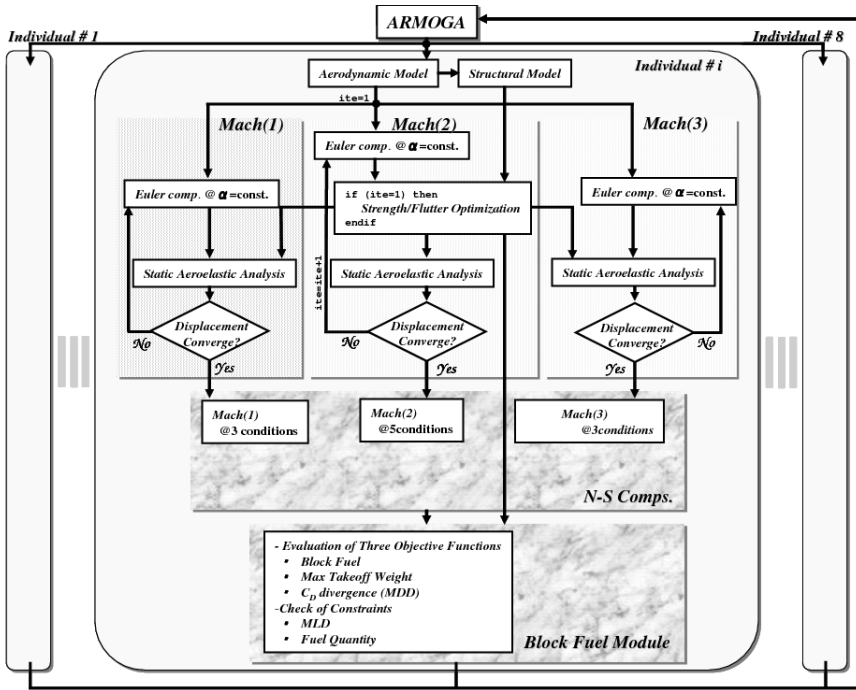 ARMOGA
Individual # 1
Individual # 8
Individual # i
Aerodynamic Model
Structural Model
ite=1
Mach(1)
Mach(2)
Mach(3)
Euler comp. @ α =const.
if (ite=1) then
Strength/Flutter Optimization
endif
Euler comp. @ α =const.
Euler comp. @ α =const.
Static Aeroelastic Analysis
Static Aeroelastic Analysis
Static Aeroelastic Analysis
ite=ite+1
Displacement
Converge?
Displacement
Converge?
Displacement
Converge?
No
No
No
Yes
Yes
Yes
Mach(1)
@3 conditions
Mach(2)
@5conditions
Mach(3)
@3conditions
N-S Comps.
- Evaluation of Three Objective Functions
• Block Fuel
• Max Takeoff Weight
• CD divergence (MDD)
-Check of Constraints
• MLD
• Fuel Quantity
Block Fuel Module